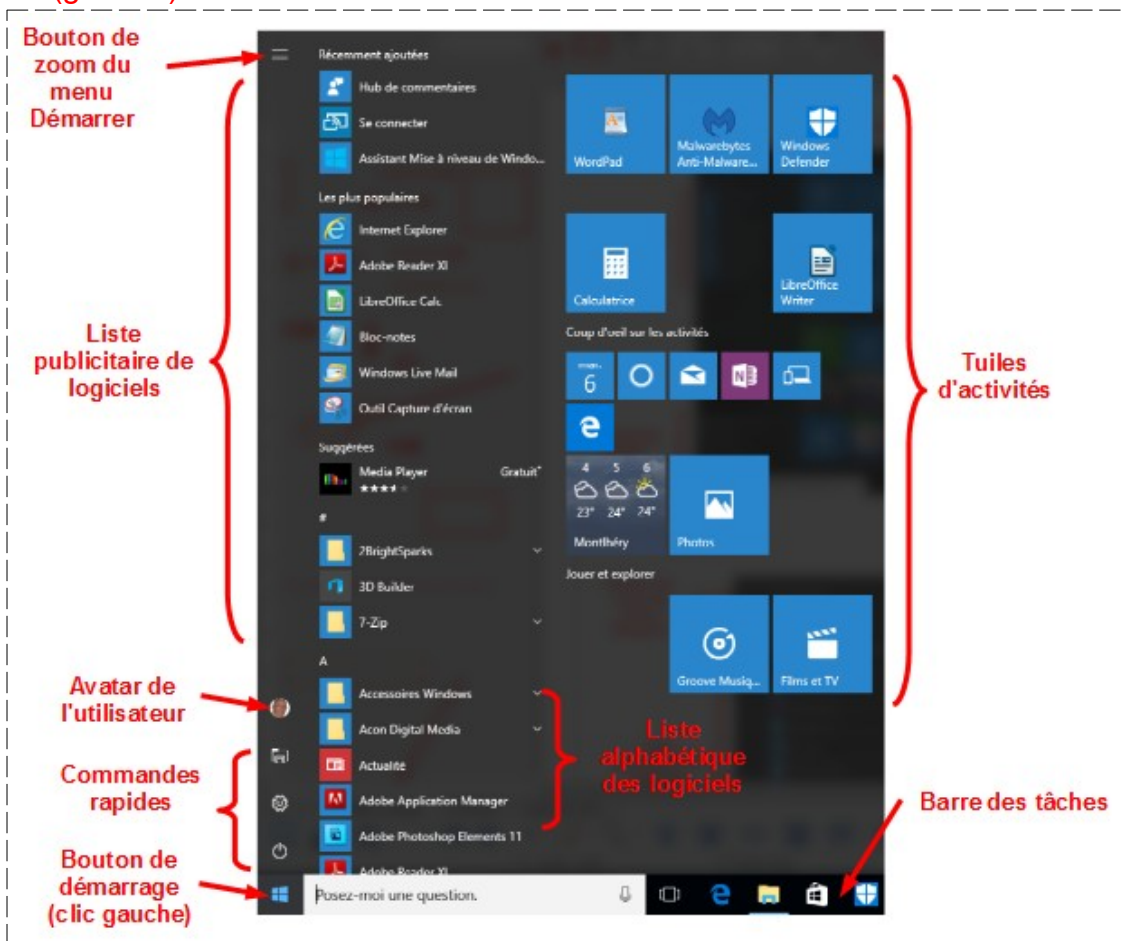 Bouton de
zoom du
menu
Démarrer
Liste
publicitaire de
logiciels
Avatar de
l'utilisateur
Commandes
rapides
Bouton de
démarrage
(clic gauche)
Récemment ajoutées
Hub de commentaires
Se connecter
Assistant Mise à niveau de Windo...
Les plus populaires
Internet Explorer
Adobe Reader XI
LibreOffice Calc
Bloc-notes
Windows Live Mail
Outil Capture d'écran
Suggérées
Media Player Gratuit*
#
2BrightSparks
3D Builder
7-Zip
A
Accessoires Windows
Acon Digital Media
Actualité
Adobe Application Manager
Adobe Photoshop Elements 11
Adobe Reader XI
Posez-moi une question.
WordPad
Malwarebytes
Anti-Malware...
Windows
Defender
Calculatrice
LibreOffice
Writer
Coup d'oeil sur les activités
6
4 5 6
23° 24° 24°
Montlhéry
Photos
Jouer et explorer
Groove Musiq...
Films et TV
Liste
alphabétique
des logiciels
Tuiles
d'activités
Barre des tâches